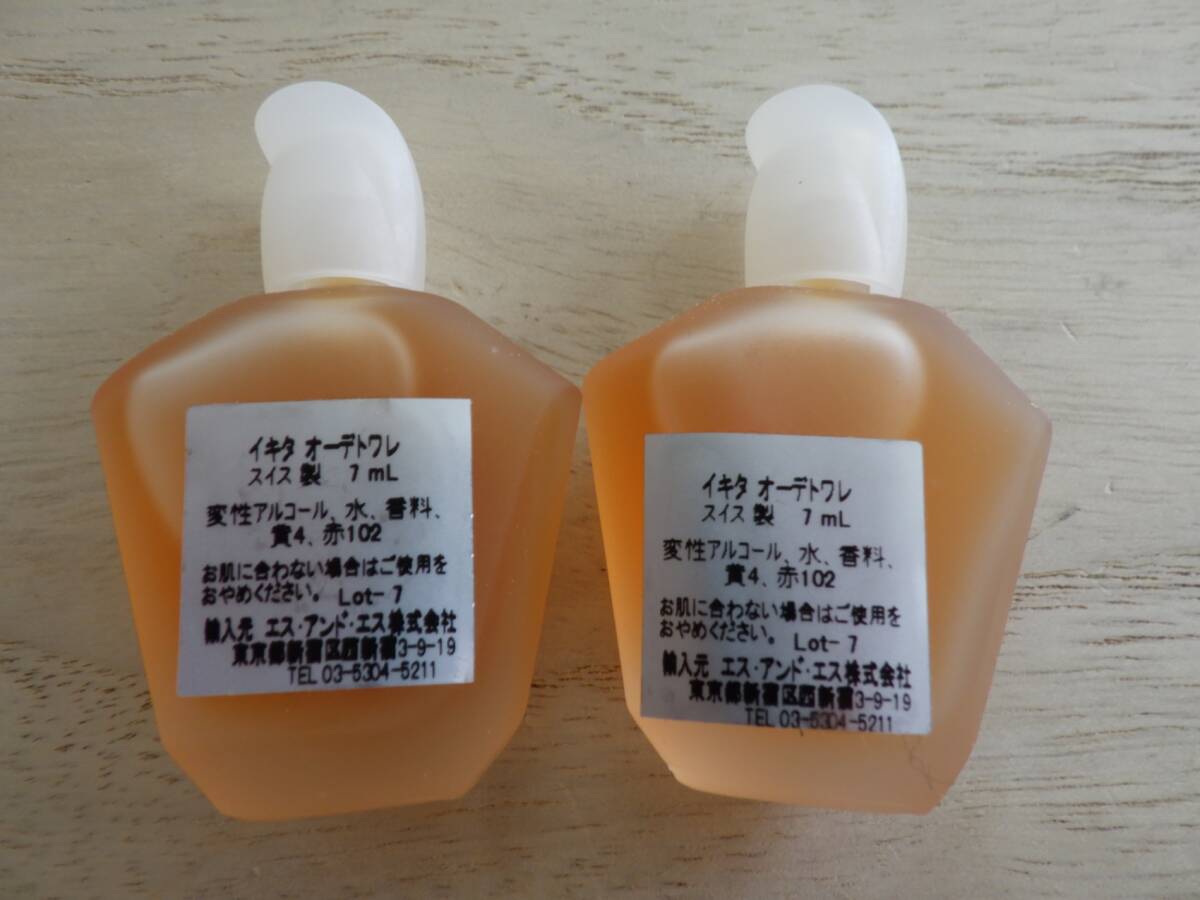 イキタ オーデトワレ
スイス 製 7 mL
変性アルコール、水、香料、
黄4、赤102
お肌に合わない場合はご使用を
おやめください。 Lot- 7
輸入元 エス・アンド・エス株式会社
東京都新宿区西新宿3-9-19
TEL 03-5304-5211
イキタ オーデトワレ
スイス 製 7 mL
変性アルコール、水、香料、
黄4、赤102
お肌に合わない場合はご使用を
おやめください。 Lot- 7
輸入元 エス・アンド・エス株式会社
東京都新宿区西新宿3-9-19
TEL 03-5304-5211